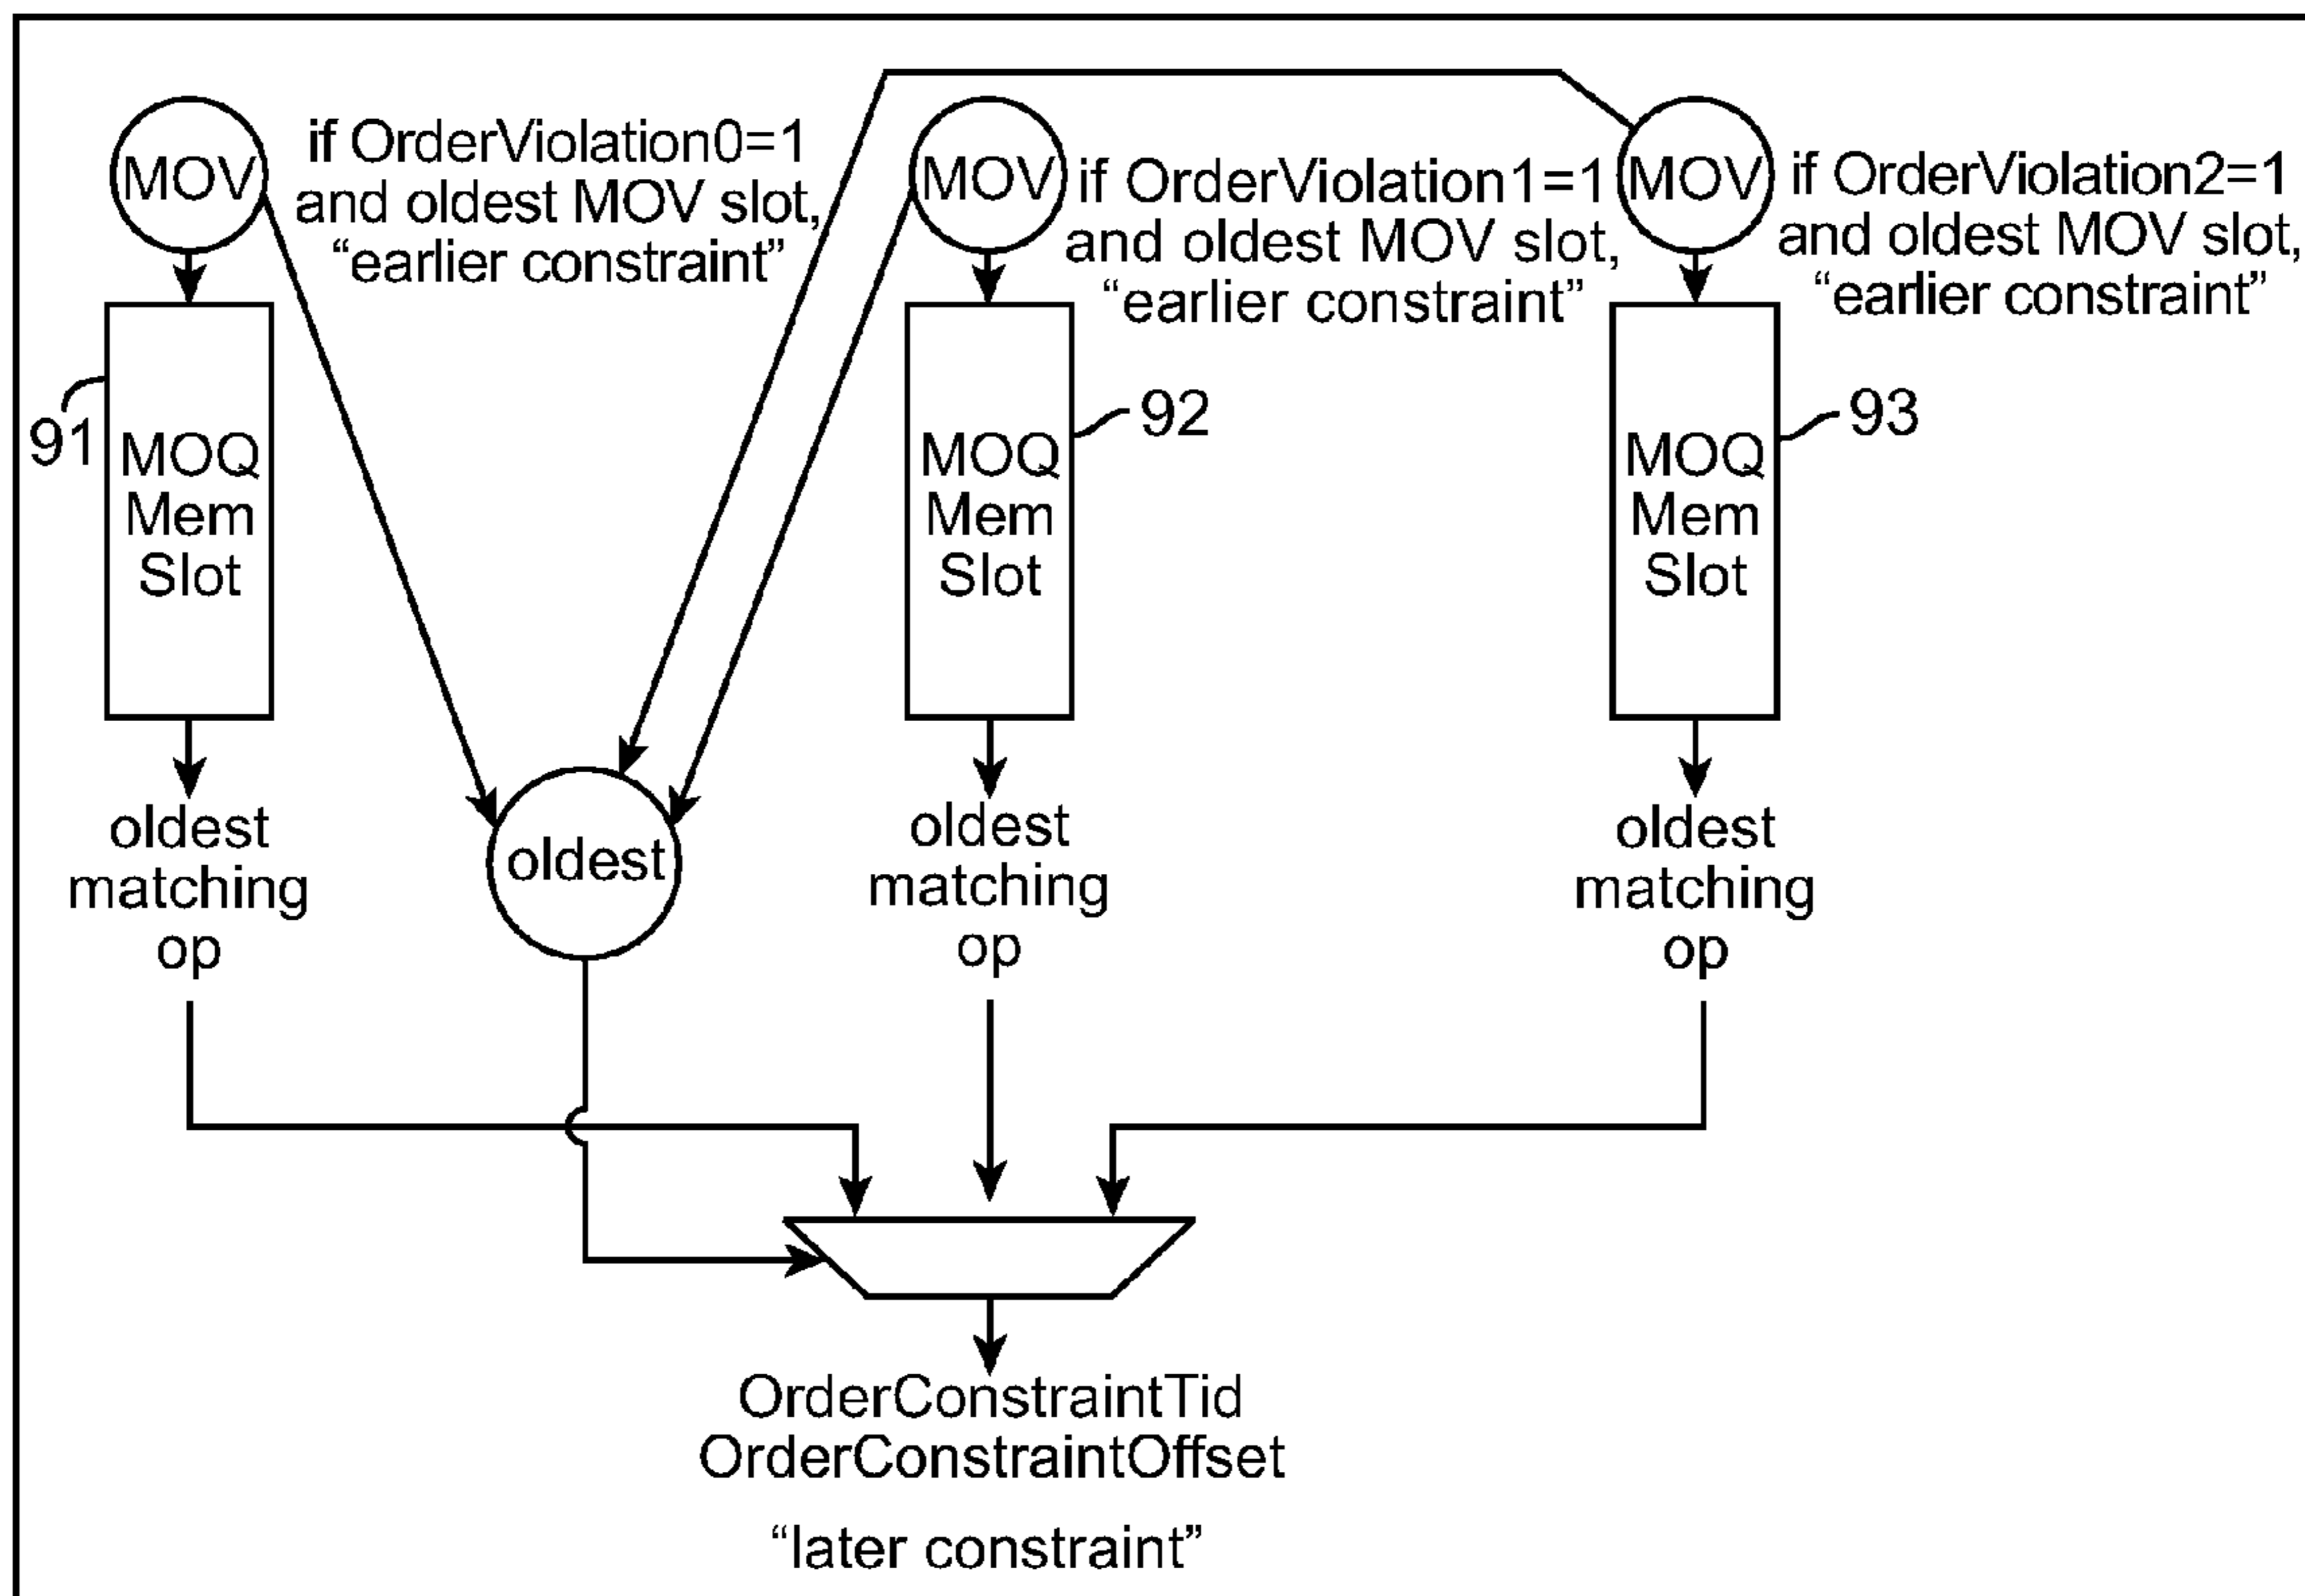 MOV
if OrderViolation0=1
and oldest MOV slot,
“earlier constraint”
MOV
if OrderViolation1=1
and oldest MOV slot,
“earlier constraint”
MOV
if OrderViolation2=1
and oldest MOV slot,
“earlier constraint”
91
MOQ
Mem
Slot
92
MOQ
Mem
Slot
93
MOQ
Mem
Slot
oldest
matching
op
oldest
oldest
matching
op
oldest
matching
op
OrderConstraintTid
OrderConstraintOffset
“later constraint”